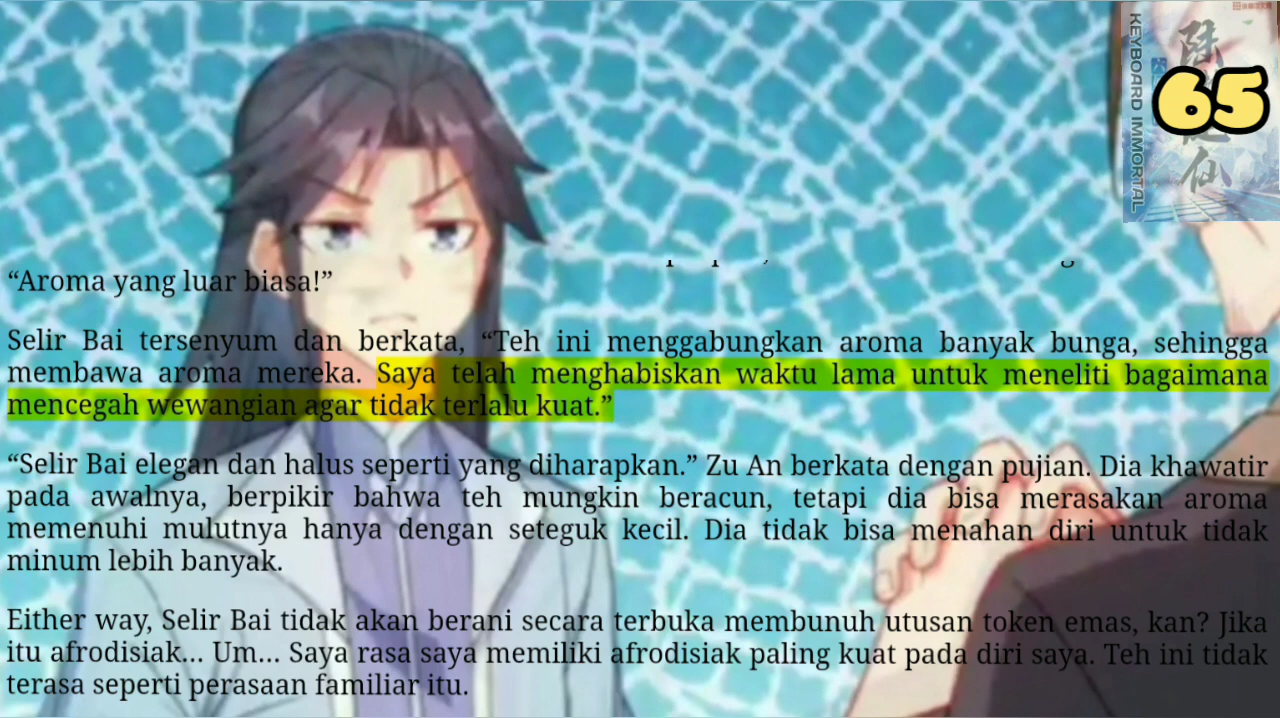 KEYBOARD IMMORTAL
65
“Aroma yang luar biasa!”
Selir Bai tersenyum dan berkata, “Teh ini menggabungkan aroma banyak bunga, sehingga
membawa aroma mereka. Saya telah menghabiskan waktu lama untuk meneliti bagaimana
mencegah wewangian agar tidak terlalu kuat.”
“Selir Bai elegan dan halus seperti yang diharapkan.” Zu An berkata dengan pujian. Dia khawatir
pada awalnya, berpikir bahwa teh mungkin beracun, tetapi dia bisa merasakan aroma
memenuhi mulutnya hanya dengan seteguk kecil. Dia tidak bisa menahan diri untuk tidak
minum lebih banyak.
Either way, Selir Bai tidak akan berani secara terbuka membunuh utusan token emas, kan? Jika
itu afrodisiak... Um... Saya rasa saya memiliki afrodisiak paling kuat pada diri saya. Teh ini tidak
terasa seperti perasaan familiar itu.